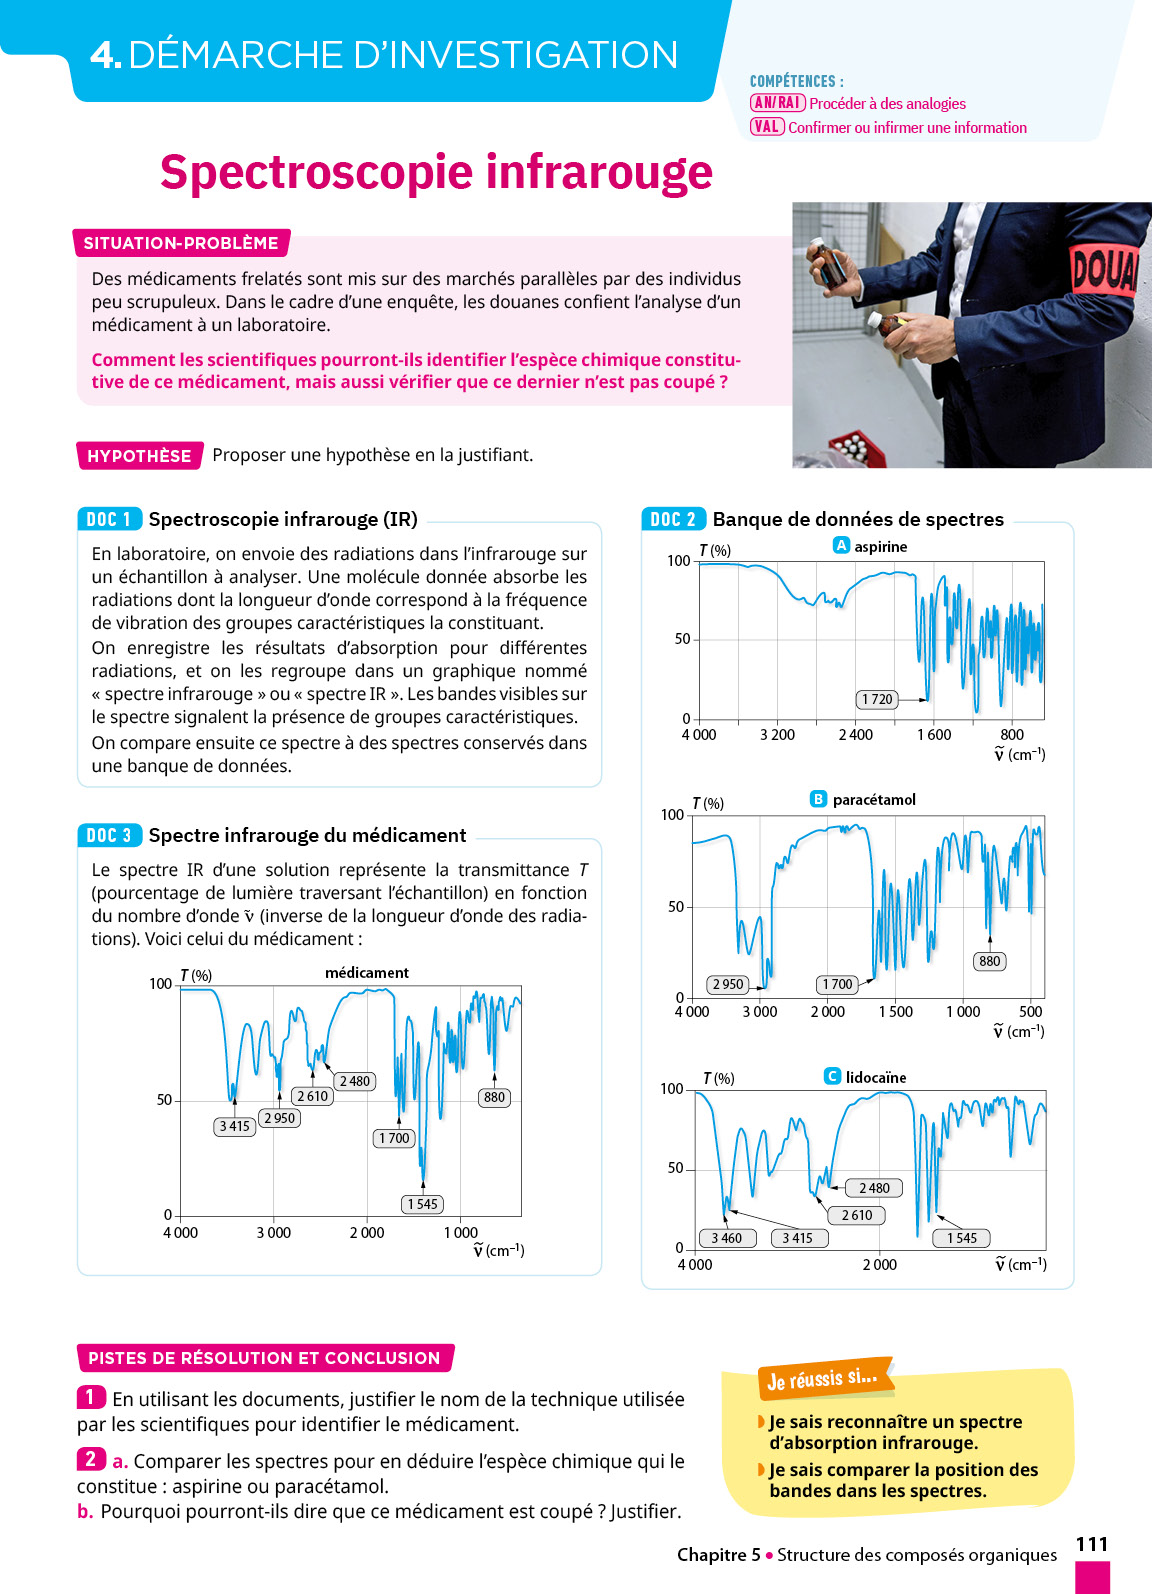 4. DÉMARCHE D'INVESTIGATION
COMPÉTENCES :
AN/RAI Procéder à des analogies
VAL Confirmer ou infirmer une information
Spectroscopie infrarouge
SITUATION-PROBLÈME
Des médicaments frelatés sont mis sur des marchés parallèles par des individus
peu scrupuleux. Dans le cadre d'une enquête, les douanes confient l'analyse d'un
médicament à un laboratoire.
Comment les scientifiques pourront-ils identifier l'espèce chimique constitu-
tive de ce médicament, mais aussi vérifier que ce dernier n'est pas coupé ?
DOUA
HYPOTHÈSE Proposer une hypothèse en la justifiant.
DOC 1 Spectroscopie infrarouge (IR)
En laboratoire, on envoie des radiations dans l'infrarouge sur
un échantillon à analyser. Une molécule donnée absorbe les
radiations dont la longueur d'onde correspond à la fréquence
de vibration des groupes caractéristiques la constituant.
On enregistre les résultats d'absorption pour différentes
radiations, et on les regroupe dans un graphique nommé
« spectre infrarouge » ou « spectre IR ». Les bandes visibles sur
le spectre signalent la présence de groupes caractéristiques.
On compare ensuite ce spectre à des spectres conservés dans
une banque de données.
DOC 3 Spectre infrarouge du médicament
Le spectre IR d'une solution représente la transmittance T
(pourcentage de lumière traversant l'échantillon) en fonction
du nombre d'onde ν̃ (inverse de la longueur d'onde des radia-
tions). Voici celui du médicament :
T (%)
médicament
100
50
0
3 415
2 950
2 610
2 480
1 700
1 545
880
4 000 3 000 2 000 1 000
ν̃ (cm⁻¹)
DOC 2 Banque de données de spectres
T (%)
A aspirine
100
50
0
1 720
4 000 3 200 2 400 1 600 800
ν̃ (cm⁻¹)
T (%)
B paracétamol
100
50
0
2 950
1 700
880
4 000 3 000 2 000 1 500 1 000 500
ν̃ (cm⁻¹)
T (%)
C lidocaïne
100
50
0
2 480
2 610
3 460
3 415
1 545
4 000 2 000
ν̃ (cm⁻¹)
PISTES DE RÉSOLUTION ET CONCLUSION
1 En utilisant les documents, justifier le nom de la technique utilisée
par les scientifiques pour identifier le médicament.
2 a. Comparer les spectres pour en déduire l'espèce chimique qui le
constitue : aspirine ou paracétamol.
b. Pourquoi pourront-ils dire que ce médicament est coupé ? Justifier.
Je réussis si...
Je sais reconnaître un spectre
d'absorption infrarouge.
Je sais comparer la position des
bandes dans les spectres.
Chapitre 5 • Structure des composés organiques
111